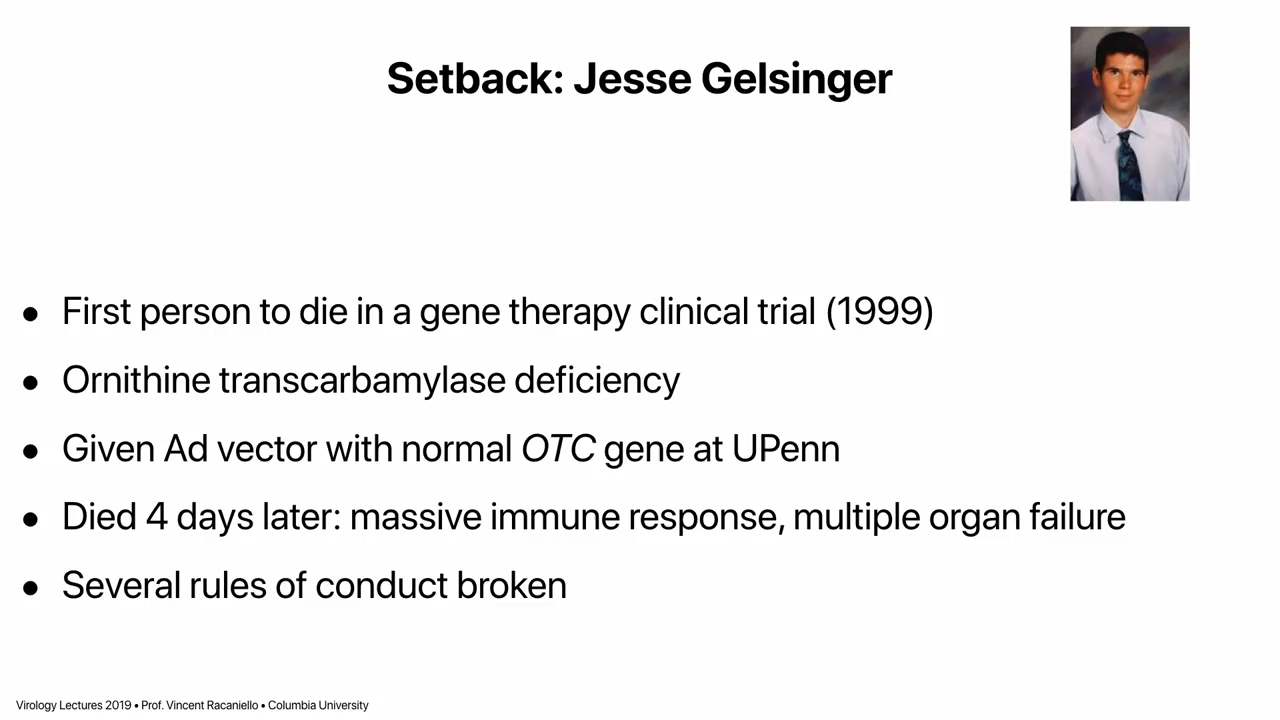 Setback: Jesse Gelsinger
• First person to die in a gene therapy clinical trial (1999)
• Ornithine transcarbamylase deficiency
• Given Ad vector with normal OTC gene at UPenn
• Died 4 days later: massive immune response, multiple organ failure
• Several rules of conduct broken
Virology Lectures 2019 • Prof. Vincent Racaniello • Columbia University